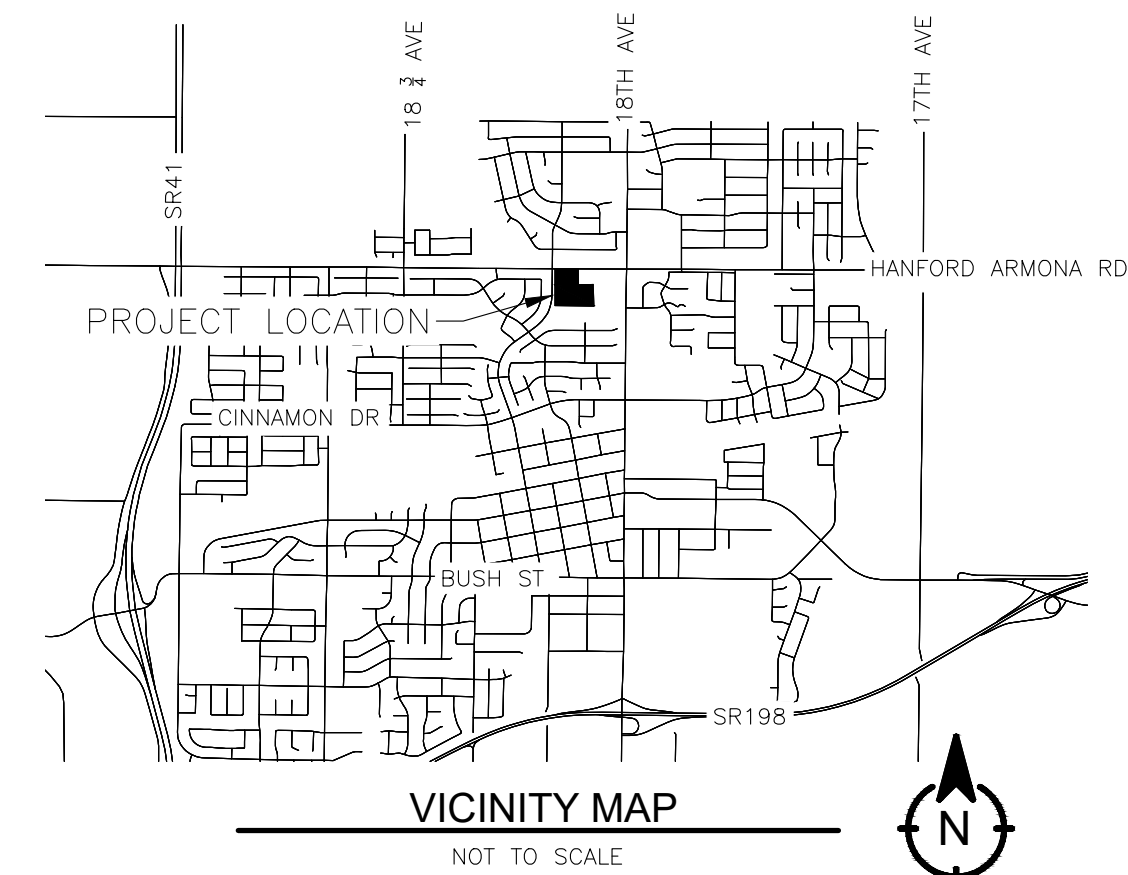 18 ¾ AVE
18TH AVE
17TH AVE
SR41
HANFORD ARMONA RD
PROJECT LOCATION
CINNAMON DR
BUSH ST
SR198
VICINITY MAP
NOT TO SCALE
N